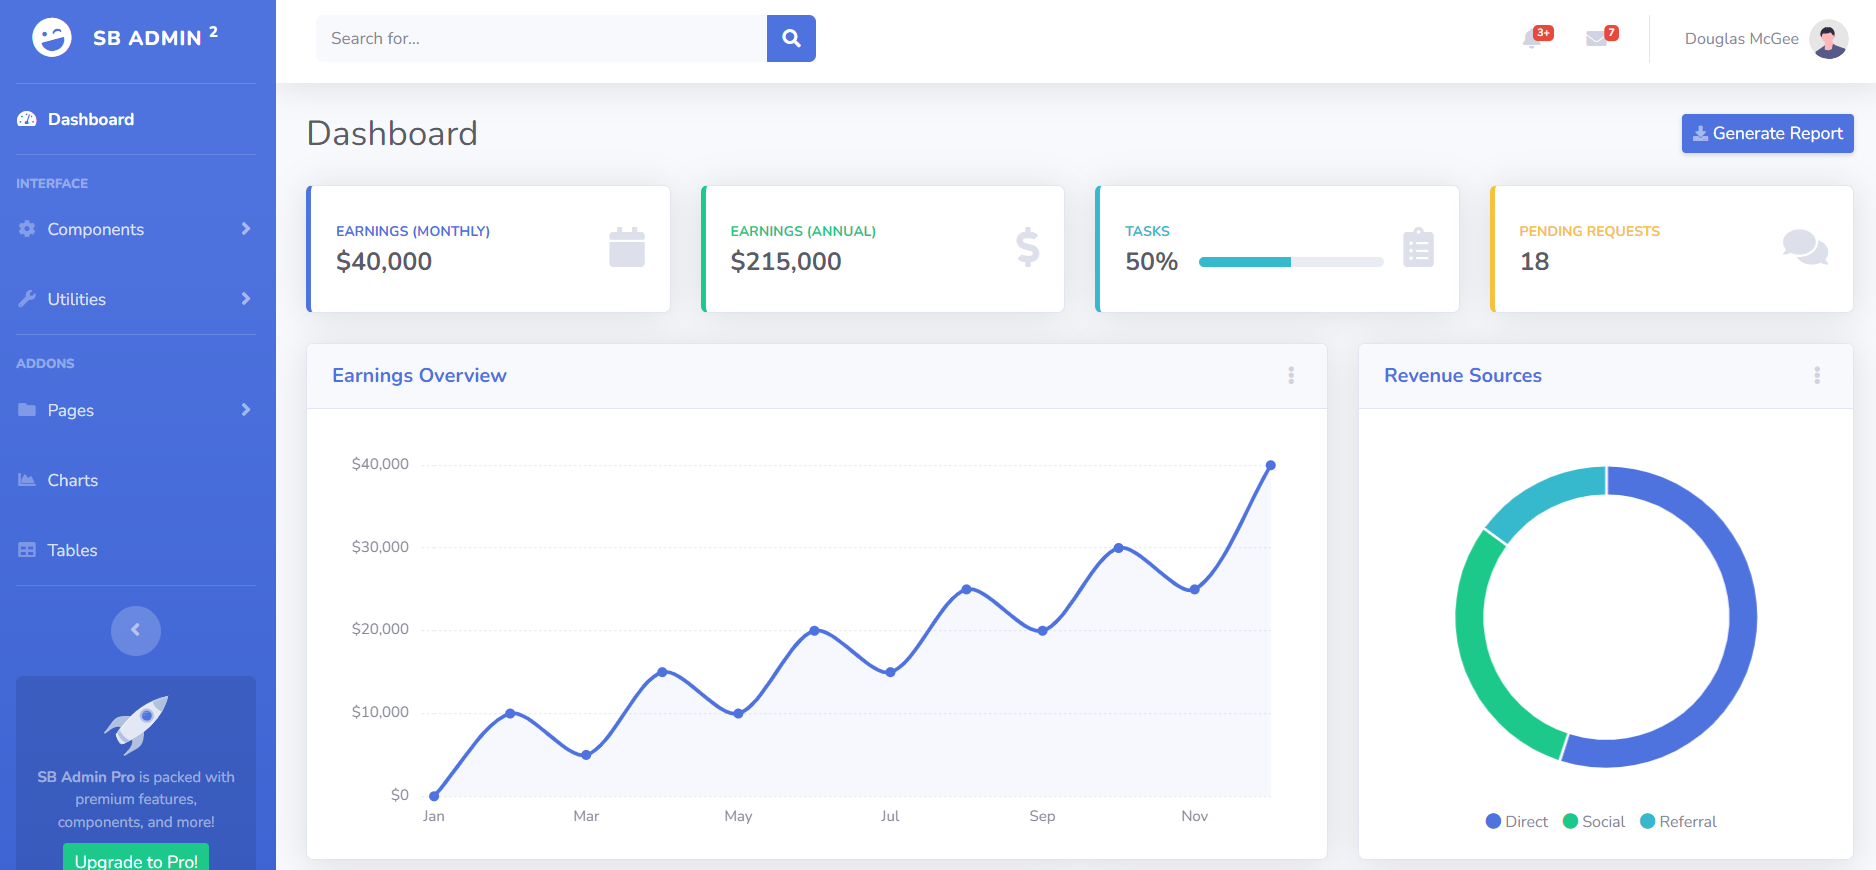 SB ADMIN 2
Dashboard
INTERFACE
Components
Utilities
ADDONS
Pages
Charts
Tables
SB Admin Pro is packed with
premium features,
components, and more!
Upgrade to Pro!
Search for...
3+
7
Douglas McGee
Dashboard
Generate Report
EARNINGS (MONTHLY)
$40,000
EARNINGS (ANNUAL)
$215,000
TASKS
50%
PENDING REQUESTS
18
Earnings Overview
$40,000
$30,000
$20,000
$10,000
$0
Jan Mar May Jul Sep Nov
Revenue Sources
Direct Social Referral